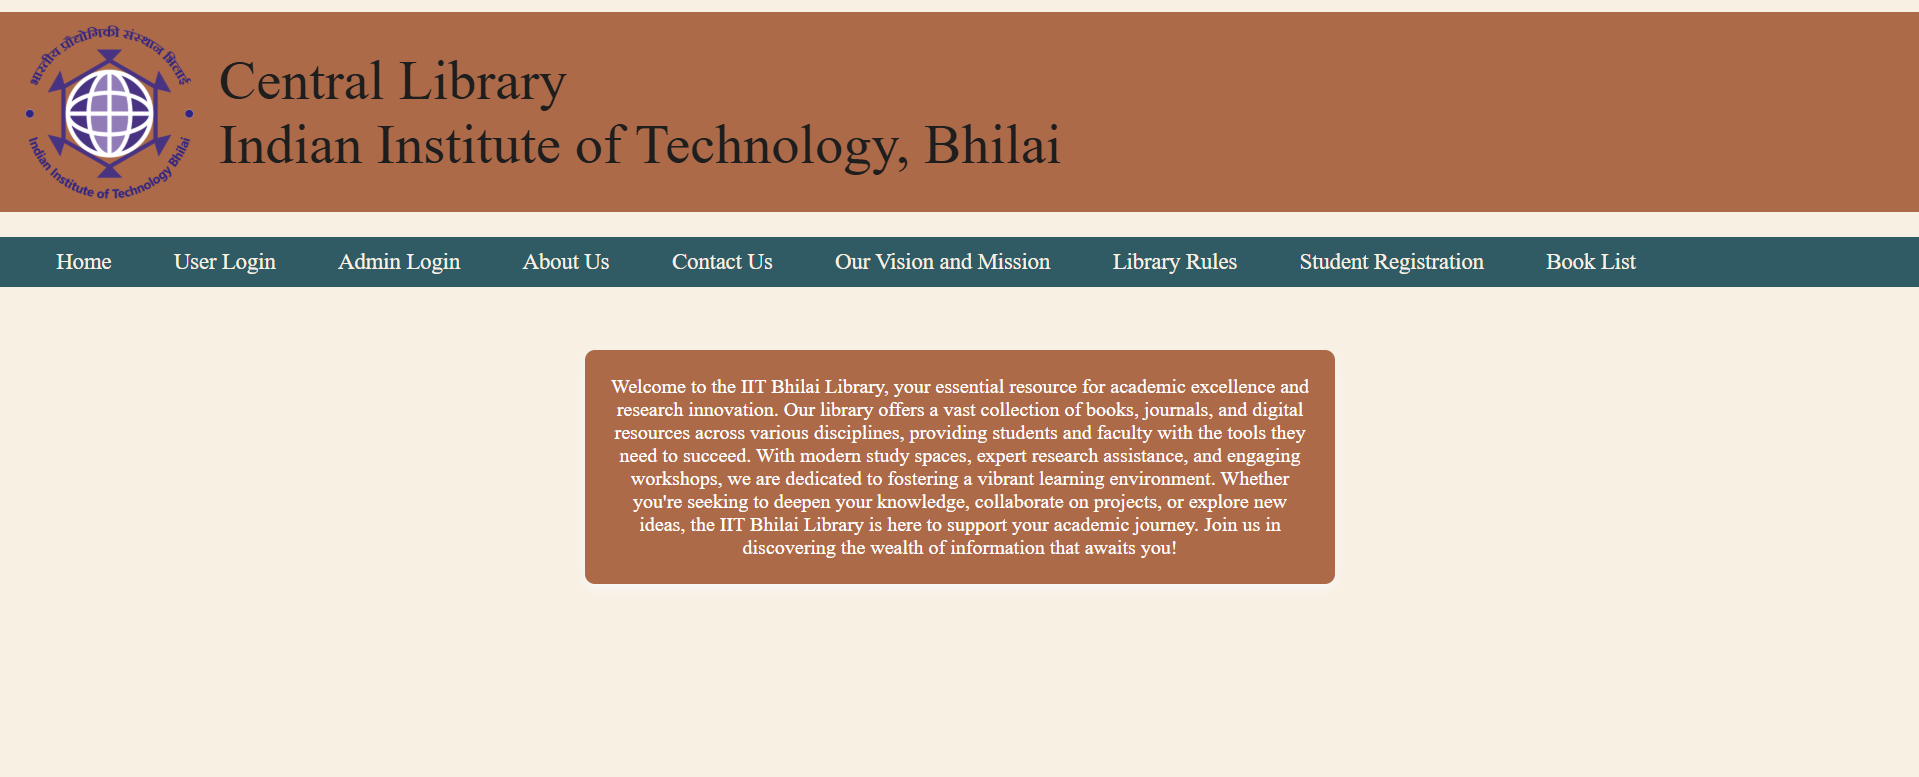 भारतीय प्रौद्योगिकी संस्थान भिलाई
Indian Institute of Technology Bhilai
Central Library
Indian Institute of Technology, Bhilai
Home User Login Admin Login About Us Contact Us Our Vision and Mission Library Rules Student Registration Book List
Welcome to the IIT Bhilai Library, your essential resource for academic excellence and
research innovation. Our library offers a vast collection of books, journals, and digital
resources across various disciplines, providing students and faculty with the tools they
need to succeed. With modern study spaces, expert research assistance, and engaging
workshops, we are dedicated to fostering a vibrant learning environment. Whether
you're seeking to deepen your knowledge, collaborate on projects, or explore new
ideas, the IIT Bhilai Library is here to support your academic journey. Join us in
discovering the wealth of information that awaits you!